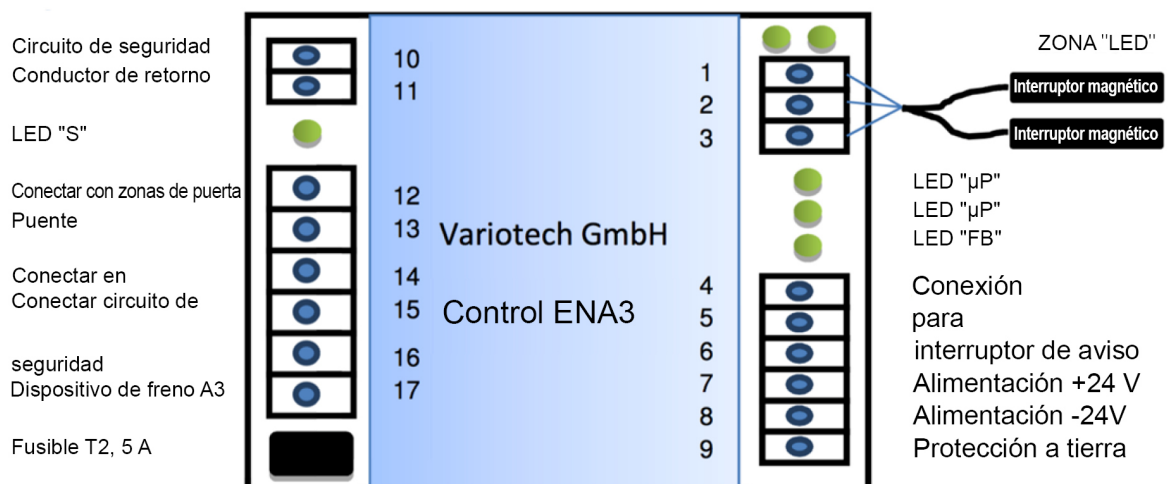 Circuito de seguridad
Conductor de retorno
LED "S"
Conectar con zonas de puerta
Puente
Conectar en
Conectar circuito de
seguridad
Dispositivo de freno A3
Fusible T2, 5 A
10
11
12
13
14
15
16
17
Variotech GmbH
Control ENA3
1
2
3
4
5
6
7
8
9
ZONA "LED"
Interruptor magnético
Interruptor magnético
LED "µP"
LED "µP"
LED "FB"
Conexión
para
interruptor de aviso
Alimentación +24 V
Alimentación -24V
Protección a tierra